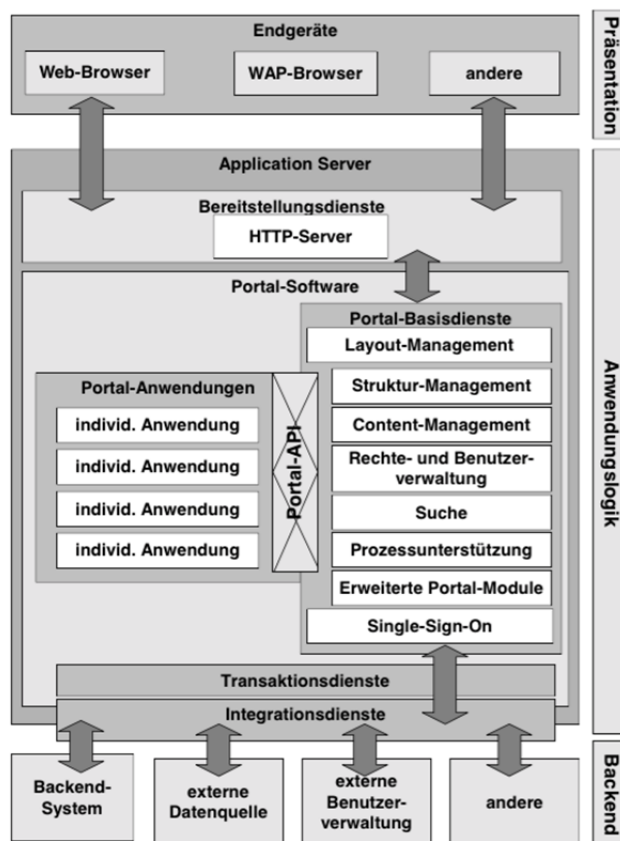 Endgeräte
Web-Browser
WAP-Browser
andere
Präsentation
Application Server
Bereitstellungsdienste
HTTP-Server
Portal-Software
Portal-Basisdienste
Layout-Management
Portal-Anwendungen
individ. Anwendung
individ. Anwendung
individ. Anwendung
individ. Anwendung
Portal-API
Struktur-Management
Content-Management
Rechte- und Benutzer-
verwaltung
Suche
Prozessunterstützung
Erweiterte Portal-Module
Single-Sign-On
Transaktionsdienste
Integrationsdienste
Anwendungslogik
Backend-
System
externe
Datenquelle
externe
Benutzer-
verwaltung
andere
Backend